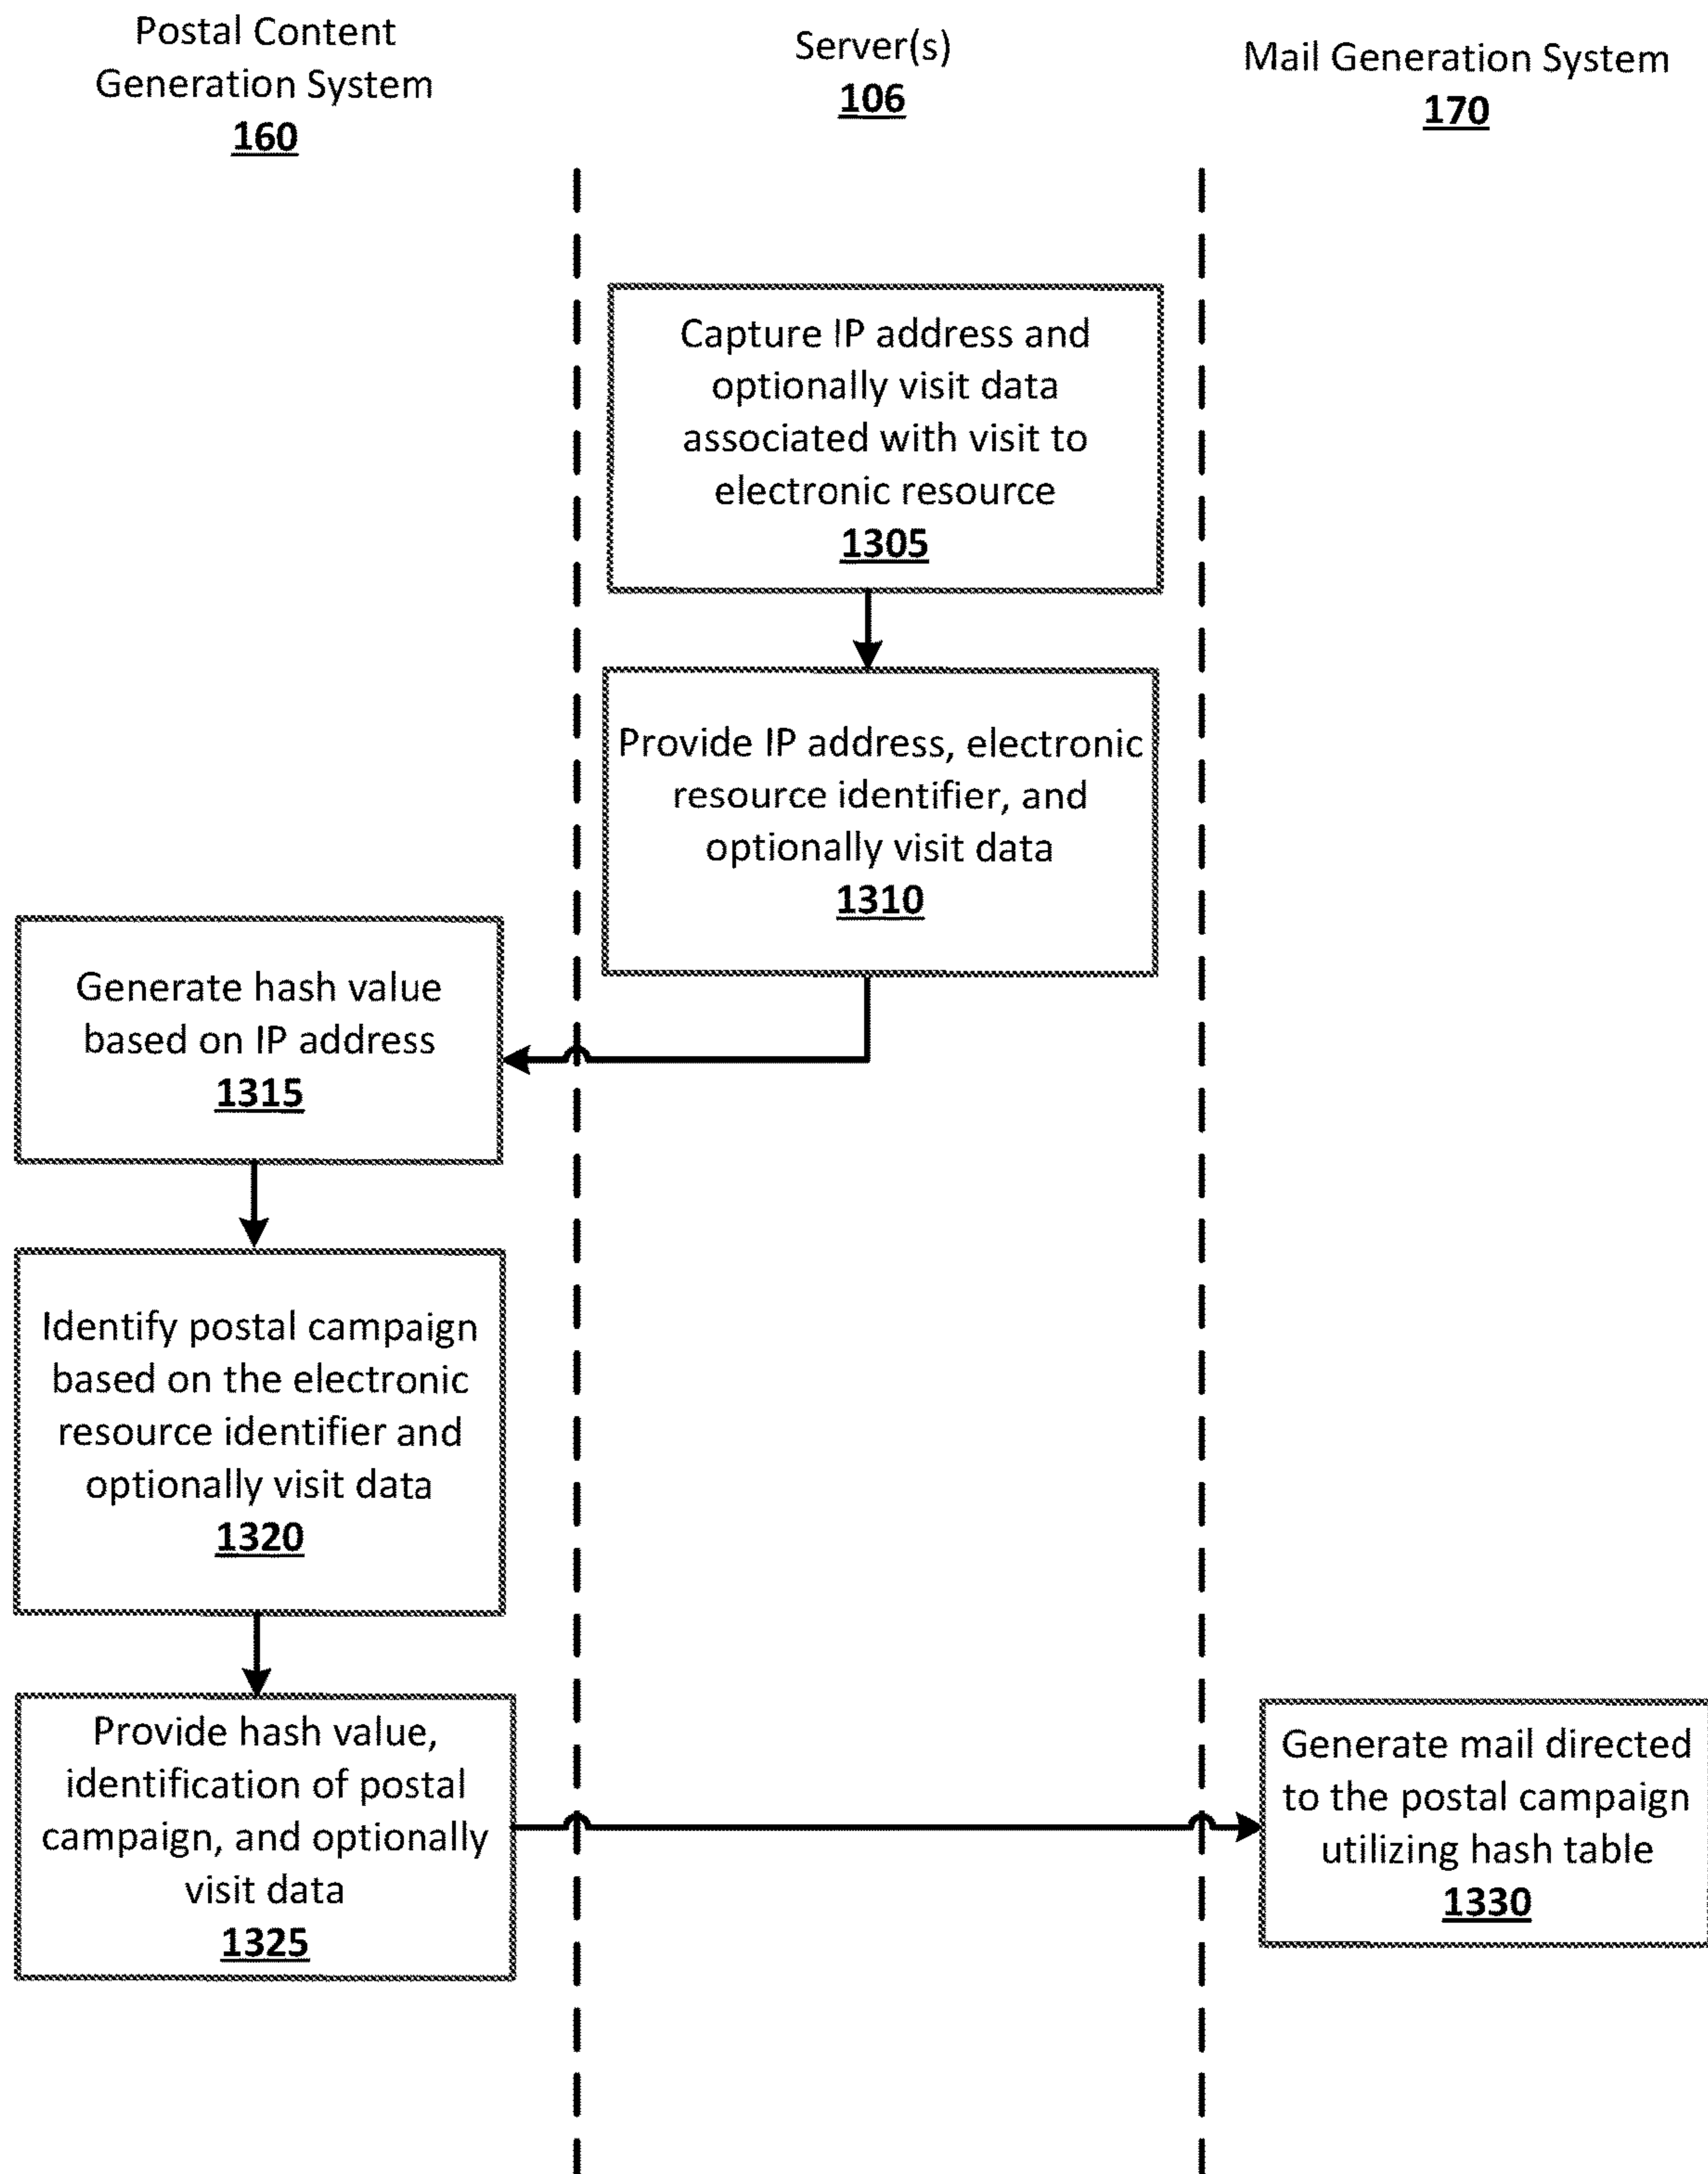 Postal Content
Generation System
160
Server(s)
106
Mail Generation System
170
Capture IP address and
optionally visit data
associated with visit to
electronic resource
1305
Provide IP address, electronic
resource identifier, and
optionally visit data
1310
Generate hash value
based on IP address
1315
Identify postal campaign
based on the electronic
resource identifier and
optionally visit data
1320
Provide hash value,
identification of postal
campaign, and optionally
visit data
1325
Generate mail directed
to the postal campaign
utilizing hash table
1330